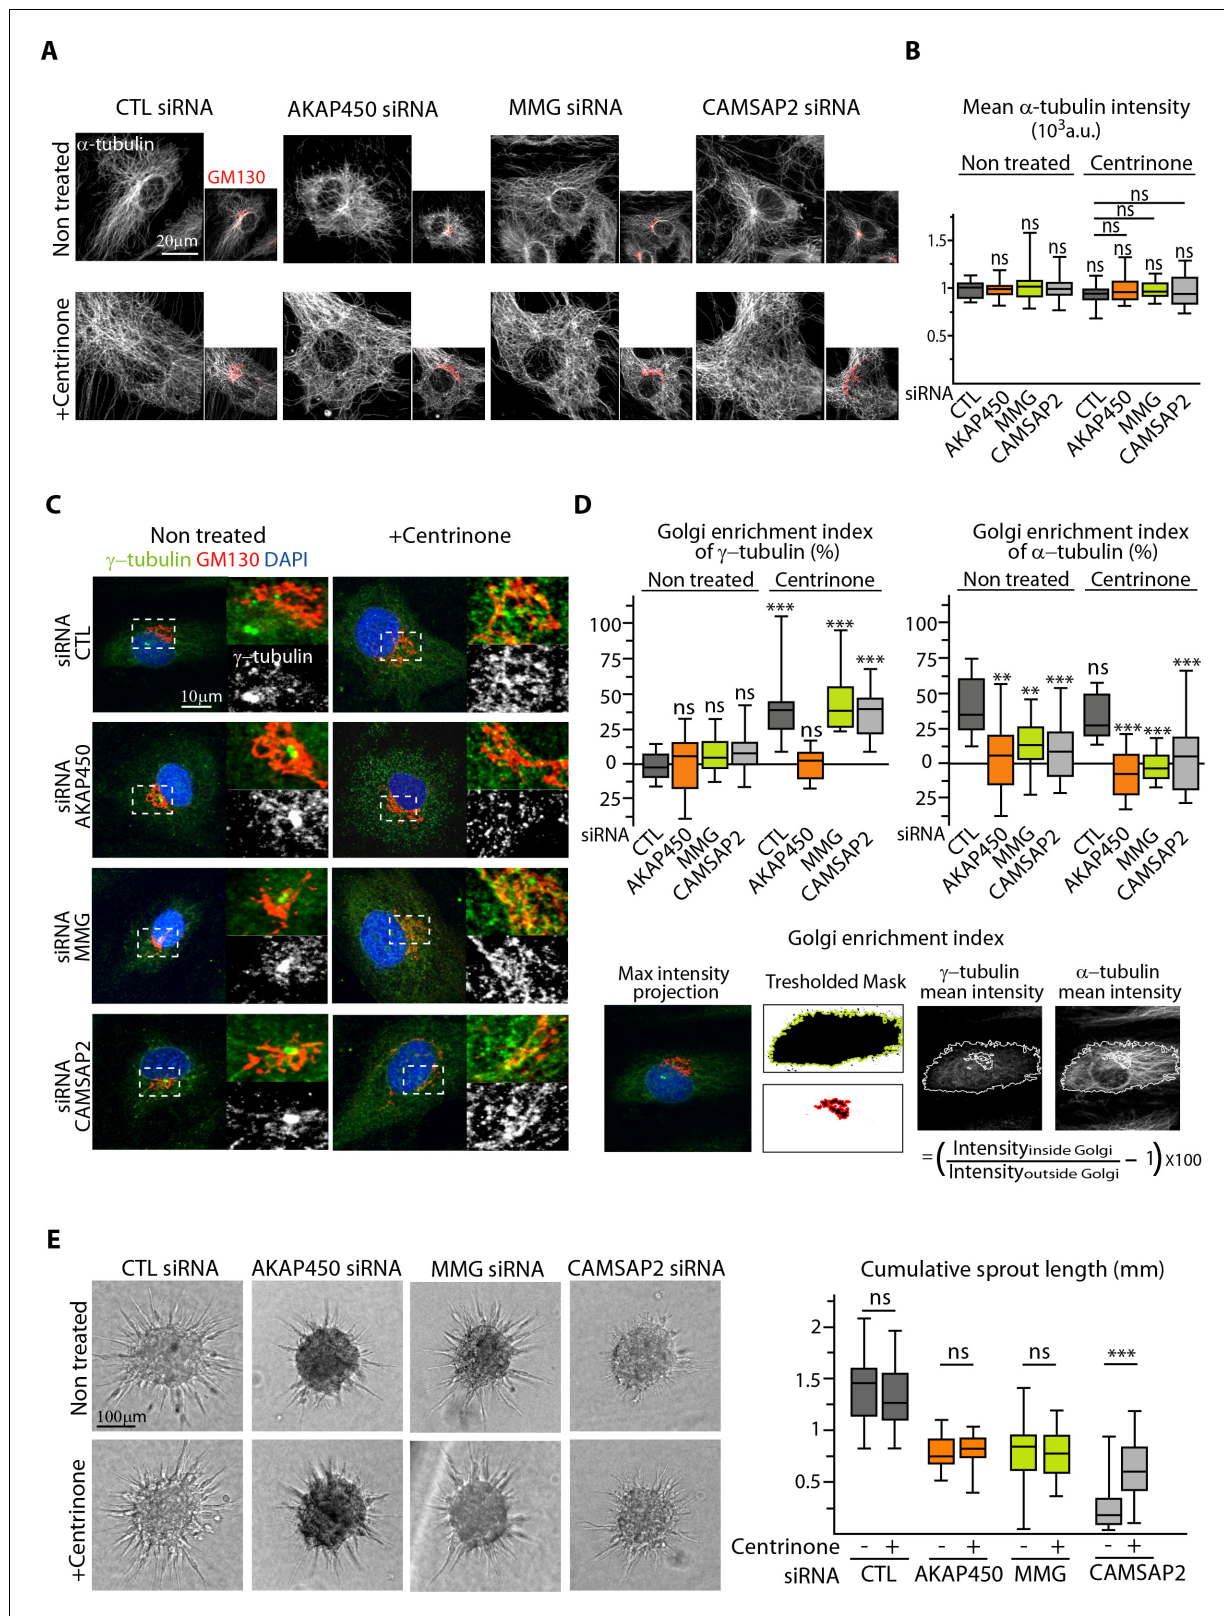 A
CTL siRNA
AKAP450 siRNA
MMG siRNA
CAMSAP2 siRNA
Non treated
α-tubulin
GM130
20µm
+Centrinone
B
Mean α-tubulin intensity
(10³a.u.)
Non treated
Centrinone
ns
ns
ns
ns ns ns ns ns ns ns
1.5
1
0.5
siRNA
CTL
AKAP450
MMG
CAMSAP2
CTL
AKAP450
MMG
CAMSAP2
C
Non treated
+Centrinone
γ-tubulin GM130 DAPI
siRNA
CTL
γ-tubulin
10µm
siRNA
AKAP450
siRNA
MMG
siRNA
CAMSAP2
D
Golgi enrichment index
of γ-tubulin (%)
Non treated
Centrinone
100
75
50
25
0
25
ns ns ns *** ns *** ***
siRNA
CTL
AKAP450
MMG
CAMSAP2
CTL
AKAP450
MMG
CAMSAP2
Golgi enrichment index
of α-tubulin (%)
Non treated
Centrinone
100
75
50
25
0
25
** ** *** ns *** *** ***
siRNA
CTL
AKAP450
MMG
CAMSAP2
CTL
AKAP450
MMG
CAMSAP2
Golgi enrichment index
Max intensity
projection
Tresholded Mask
γ-tubulin
mean intensity
α-tubulin
mean intensity
=(Intensity inside Golgi
Intensity outside Golgi
- 1) X100
E
CTL siRNA
AKAP450 siRNA
MMG siRNA
CAMSAP2 siRNA
Non treated
100µm
+Centrinone
Cumulative sprout length (mm)
ns
ns
ns
***
2
1.5
1
0.5
Centrinone - + - + - + - +
siRNA CTL AKAP450 MMG CAMSAP2